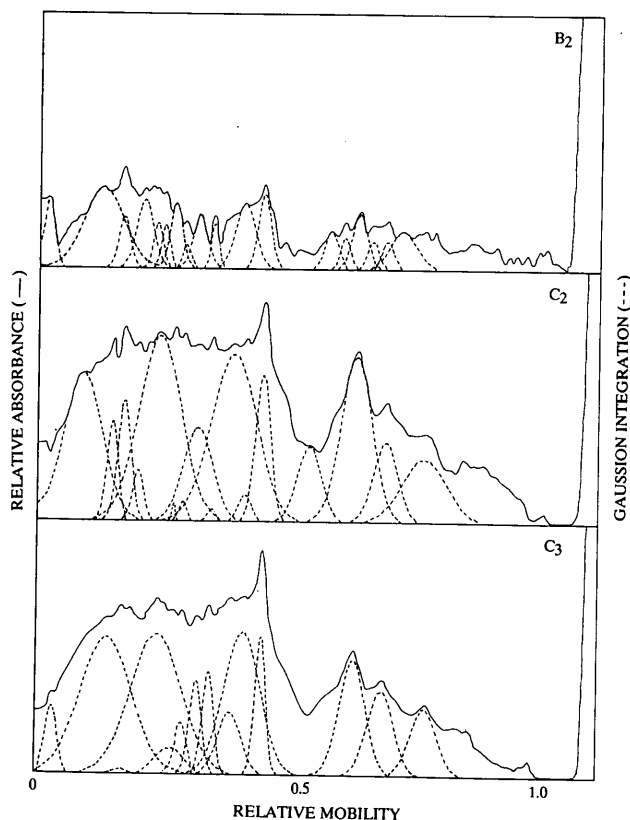 B2
C2
C3
RELATIVE ABSORBANCE (—)
GAUSSION INTEGRATION (---)
0
0.5
1.0
RELATIVE MOBILITY